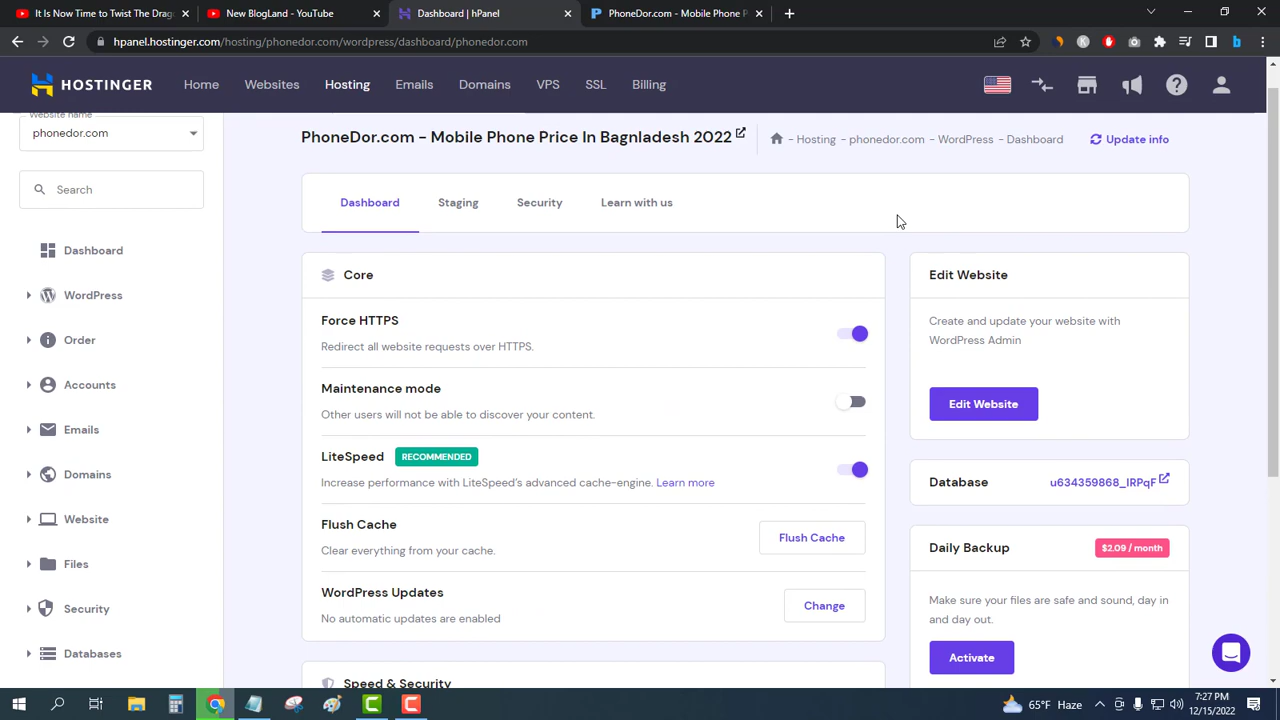 It Is Now Time to Twist The Drag
New BlogLand - YouTube
Dashboard | hPanel
PhoneDor.com - Mobile Phone P
hpanel.hostinger.com/hosting/phonedor.com/wordpress/dashboard/phonedor.com
HOSTINGER
Home
Websites
Hosting
Emails
Domains
VPS
SSL
Billing
Website name
phonedor.com
PhoneDor.com - Mobile Phone Price In Bagnladesh 2022
- Hosting - phonedor.com - WordPress - Dashboard
Update info
Search
Dashboard
Staging
Security
Learn with us
Dashboard
WordPress
Order
Accounts
Emails
Domains
Website
Files
Security
Databases
Core
Force HTTPS
Redirect all website requests over HTTPS.
Maintenance mode
Other users will not be able to discover your content.
LiteSpeed RECOMMENDED
Increase performance with LiteSpeed's advanced cache-engine. Learn more
Flush Cache
Clear everything from your cache.
Flush Cache
WordPress Updates
No automatic updates are enabled
Change
Speed & Security
Edit Website
Create and update your website with
WordPress Admin
Edit Website
Database u634359868_IRPqF
Daily Backup $2.09 / month
Make sure your files are safe and sound, day in
and day out.
Activate
65°F Haze
7:27 PM
12/15/2022